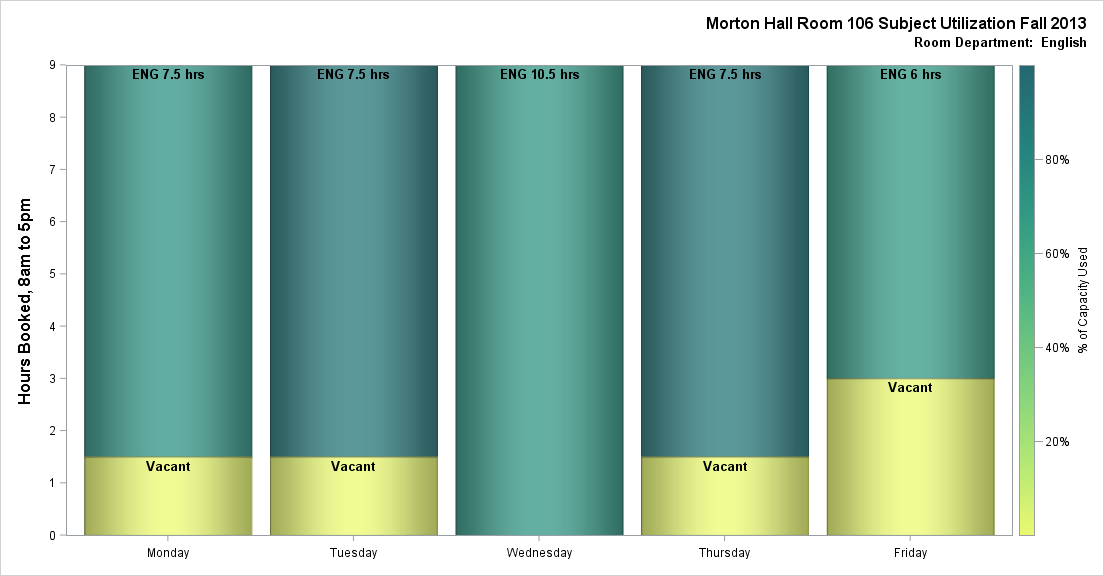 Morton Hall Room 106 Subject Utilization Fall 2013
Room Department:  English
Hours Booked, 8am to 5pm
9
8
7
6
5
4
3
2
1
0
ENG 7.5 hrs
ENG 7.5 hrs
ENG 10.5 hrs
ENG 7.5 hrs
ENG 6 hrs
Vacant
Vacant
Vacant
Vacant
Monday
Tuesday
Wednesday
Thursday
Friday
80%
60%
40%
20%
% of Capacity Used